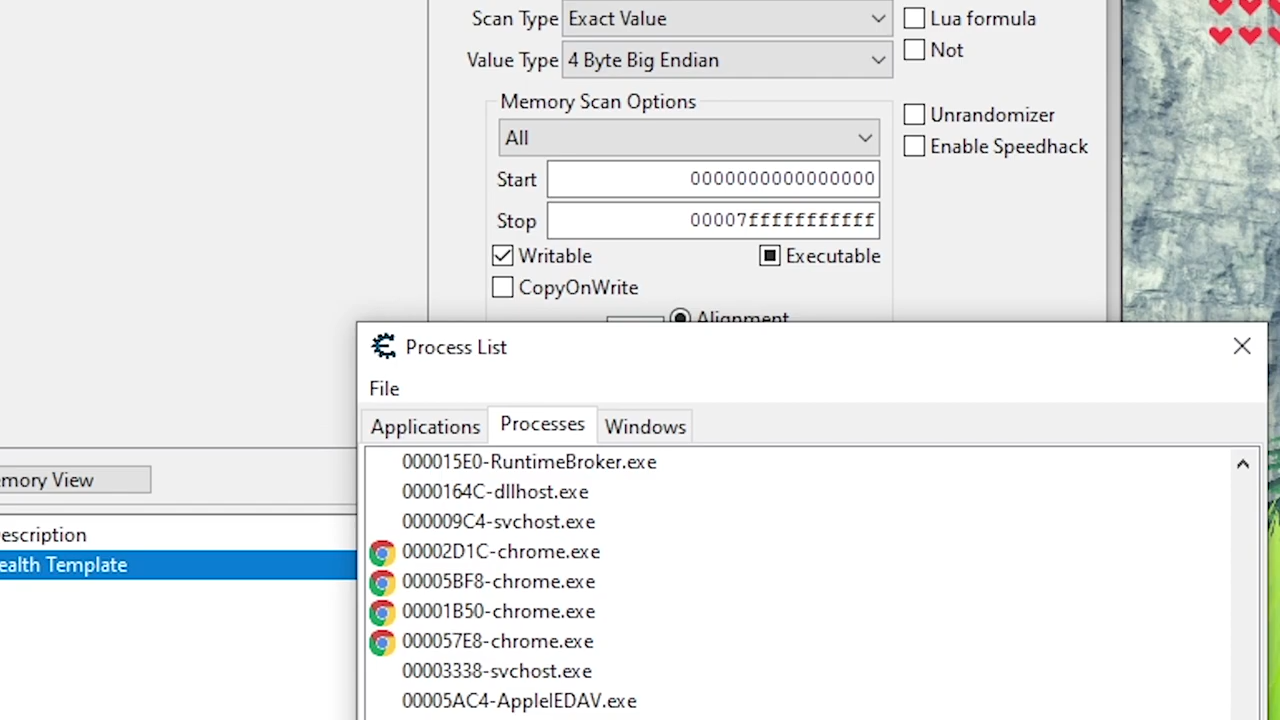 Scan Type Exact Value Lua formula
Value Type 4 Byte Big Endian Not
Memory Scan Options
All Unrandomizer
Enable Speedhack
Start 0000000000000000
Stop 00007fffffffffff
Writable Executable
CopyOnWrite
Alignment
Process List
File
Applications Processes Windows
000015E0-RuntimeBroker.exe
0000164C-dllhost.exe
000009C4-svchost.exe
00002D1C-chrome.exe
00005BF8-chrome.exe
00001B50-chrome.exe
000057E8-chrome.exe
00003338-svchost.exe
00005AC4-AppleIEDAV.exe
emory View
escription
ealth Template